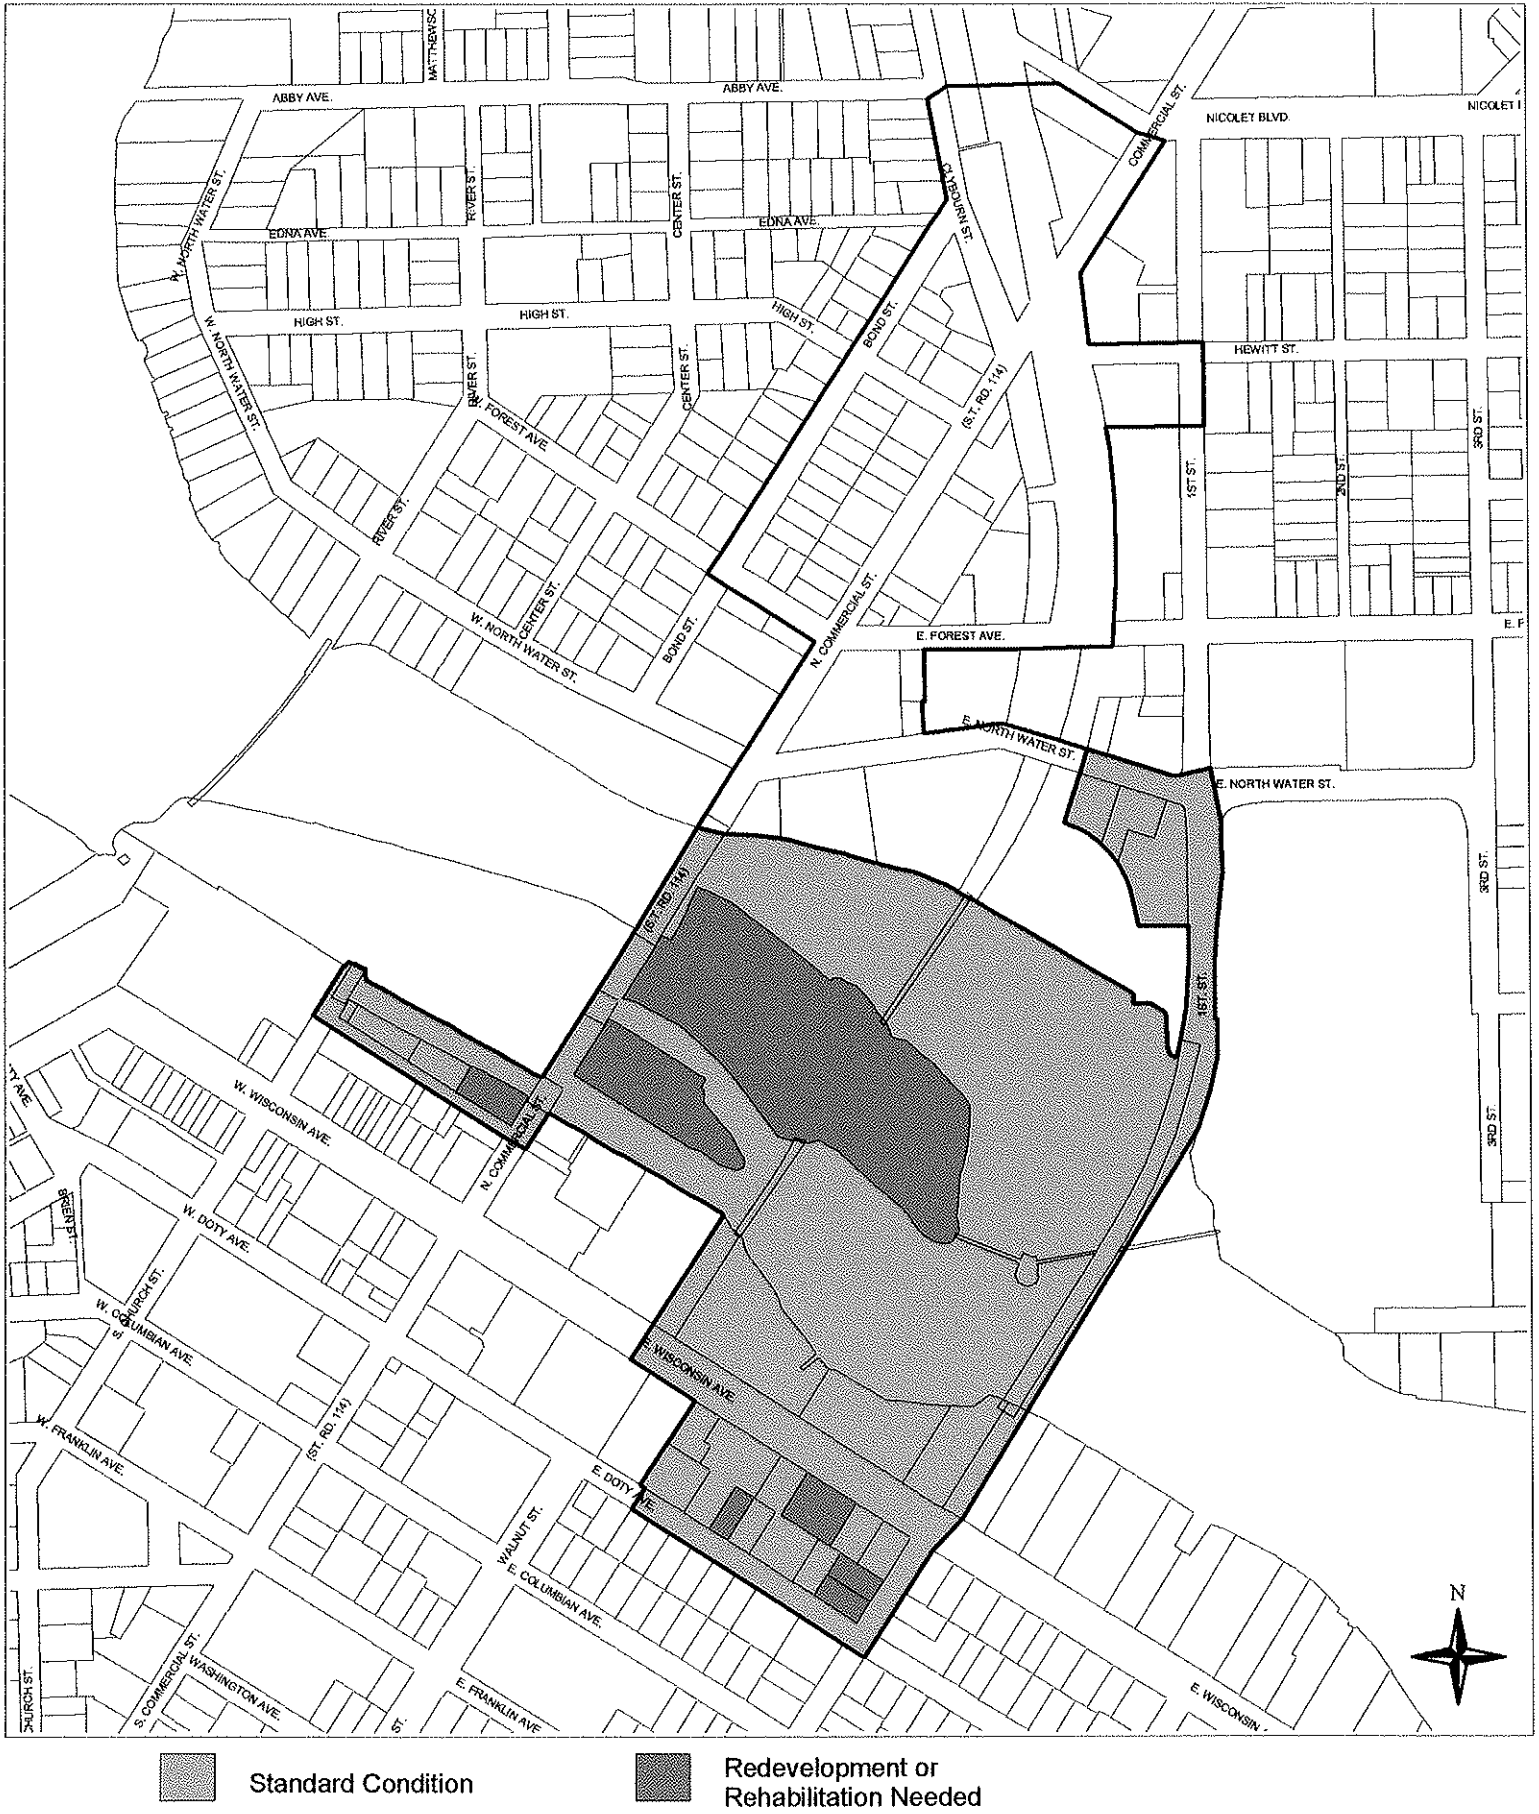 MATTHEWSC
ABBY AVE.
ABBY AVE.
NICOLET BLVD.
NICOLET
COMMERCIAL ST.
CLYBOURN ST.
RIVER ST.
CENTER ST.
W. NORTH WATER ST.
EDNA AVE.
EDNA AVE.
HIGH ST.
HIGH ST.
HIGH ST.
BOND ST.
HEWITT ST.
W. NORTH WATER ST.
RIVER ST.
CENTER ST.
(S.T. RD. 114)
W. FOREST AVE.
3RD ST.
1ST ST.
2ND ST.
RIVER ST.
CENTER ST.
W. NORTH WATER ST.
BOND ST.
N. COMMERCIAL ST.
E. FOREST AVE.
E. F
E. NORTH WATER ST.
E. NORTH WATER ST.
3RD ST.
(S.T. RD. 114)
1ST. ST.
TY AVE.
W. WISCONSIN AVE.
N. COMMERCIAL ST.
3RD ST.
BRIEN ST.
W. DOTY AVE.
S. CHURCH ST.
W. COLUMBIAN AVE.
E. WISCONSIN AVE.
(ST. RD. 114)
W. FRANKLIN AVE.
E. DOTY AVE.
WALNUT ST.
E. COLUMBIAN AVE.
N
S. COMMERCIAL ST.
WASHINGTON AVE.
E. FRANKLIN AVE
CHURCH ST.
ST.
E. WISCONSIN
Standard Condition
Redevelopment or
Rehabilitation Needed